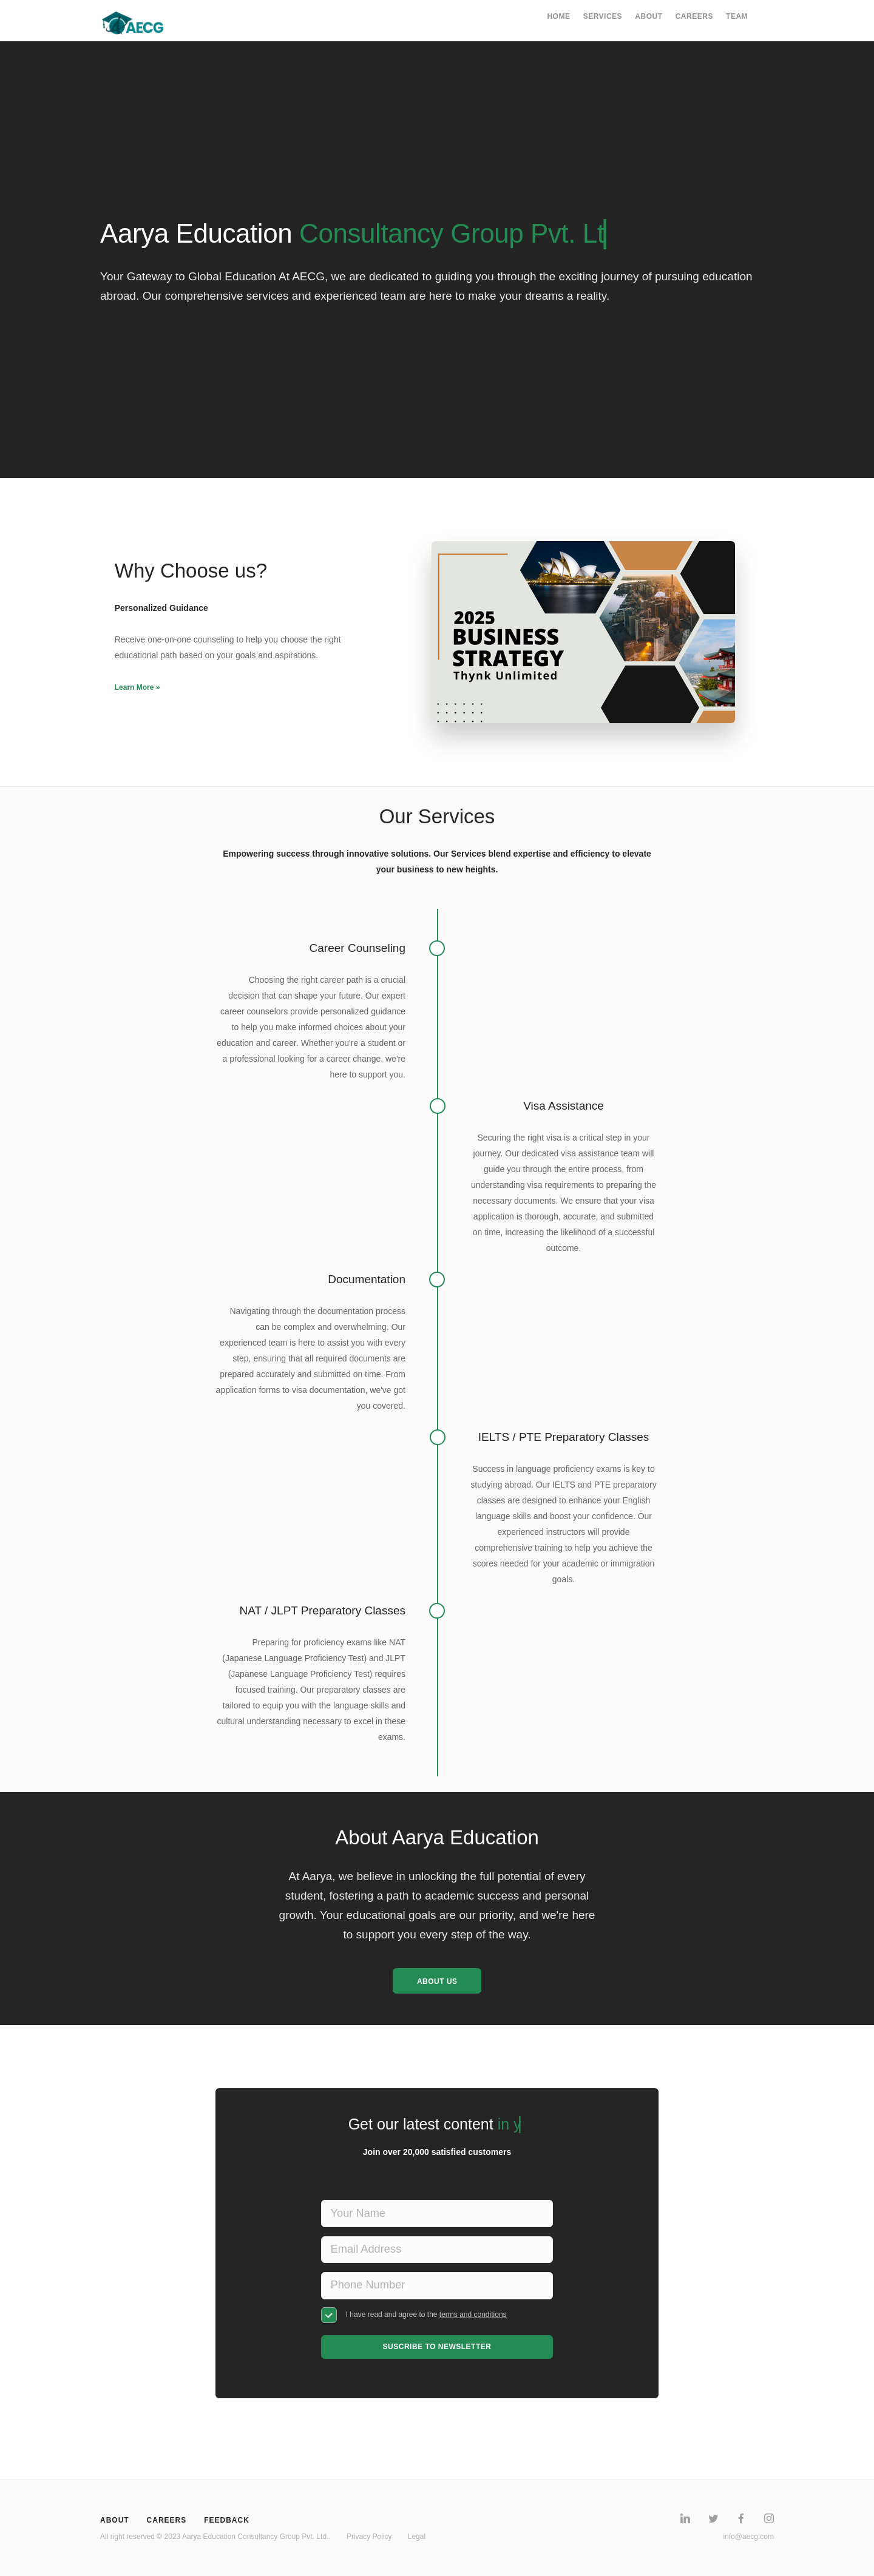 AECG
HOME SERVICES ABOUT CAREERS TEAM
Aarya Education Consultancy Group Pvt. Lt
Your Gateway to Global Education At AECG, we are dedicated to guiding you through the exciting journey of pursuing education
abroad. Our comprehensive services and experienced team are here to make your dreams a reality.
Why Choose us?
Personalized Guidance
Receive one-on-one counseling to help you choose the right
educational path based on your goals and aspirations.
Learn More »
2025
BUSINESS
STRATEGY
Thynk Unlimited
Our Services
Empowering success through innovative solutions. Our Services blend expertise and efficiency to elevate
your business to new heights.
Career Counseling
Choosing the right career path is a crucial
decision that can shape your future. Our expert
career counselors provide personalized guidance
to help you make informed choices about your
education and career. Whether you're a student or
a professional looking for a career change, we're
here to support you.
Visa Assistance
Securing the right visa is a critical step in your
journey. Our dedicated visa assistance team will
guide you through the entire process, from
understanding visa requirements to preparing the
necessary documents. We ensure that your visa
application is thorough, accurate, and submitted
on time, increasing the likelihood of a successful
outcome.
Documentation
Navigating through the documentation process
can be complex and overwhelming. Our
experienced team is here to assist you with every
step, ensuring that all required documents are
prepared accurately and submitted on time. From
application forms to visa documentation, we've got
you covered.
IELTS / PTE Preparatory Classes
Success in language proficiency exams is key to
studying abroad. Our IELTS and PTE preparatory
classes are designed to enhance your English
language skills and boost your confidence. Our
experienced instructors will provide
comprehensive training to help you achieve the
scores needed for your academic or immigration
goals.
NAT / JLPT Preparatory Classes
Preparing for proficiency exams like NAT
(Japanese Language Proficiency Test) and JLPT
(Japanese Language Proficiency Test) requires
focused training. Our preparatory classes are
tailored to equip you with the language skills and
cultural understanding necessary to excel in these
exams.
About Aarya Education
At Aarya, we believe in unlocking the full potential of every
student, fostering a path to academic success and personal
growth. Your educational goals are our priority, and we're here
to support you every step of the way.
ABOUT US
Get our latest content in y
Join over 20,000 satisfied customers
Your Name
Email Address
Phone Number
I have read and agree to the terms and conditions
SUSCRIBE TO NEWSLETTER
ABOUT CAREERS FEEDBACK
All right reserved © 2023 Aarya Education Consultancy Group Pvt. Ltd.. Privacy Policy Legal
info@aecg.com